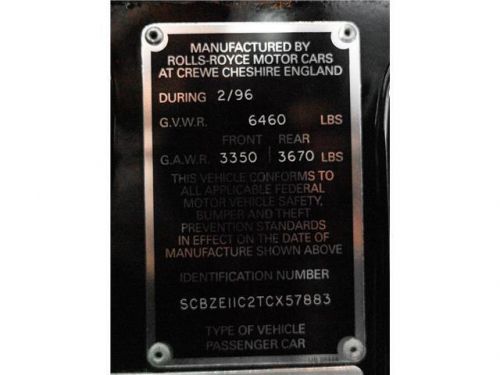 MANUFACTURED BY
ROLLS-ROYCE MOTOR CARS
AT CREWE CHESHIRE ENGLAND
DURING 2/96
G.V.W.R. 6460 LBS
FRONT REAR
G.A.W.R. 3350 3670 LBS
THIS VEHICLE CONFORMS TO
ALL APPLICABLE FEDERAL
MOTOR VEHICLE SAFETY,
BUMPER AND THEFT
PREVENTION STANDARDS
IN EFFECT ON THE DATE OF
MANUFACTURE SHOWN ABOVE
IDENTIFICATION NUMBER
SCBZE11C2TCX57883
TYPE OF VEHICLE
PASSENGER CAR